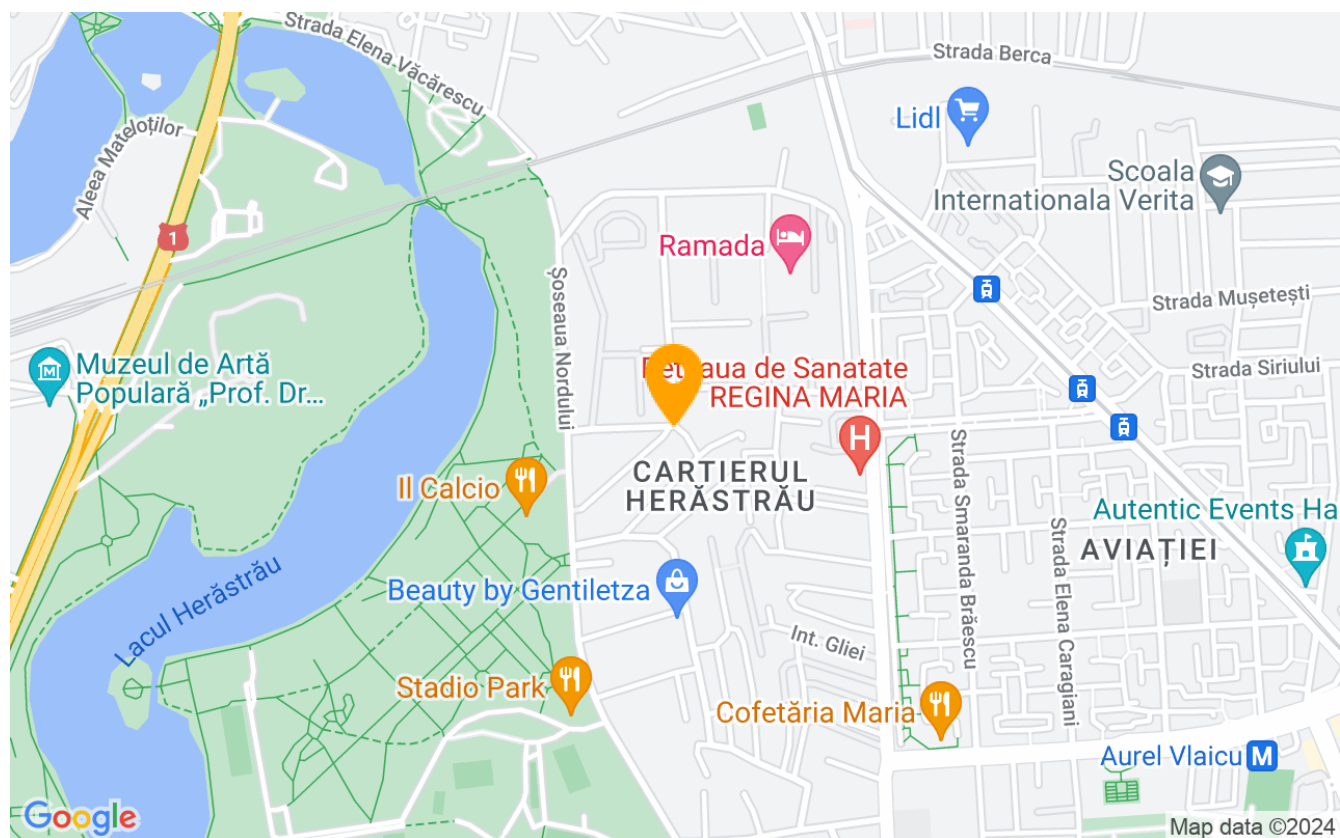 Strada Elena Văcărescu
Strada Berca
Lidl
Aleea Mateloților
Scoala
Internationala Verita
1
Ramada
Șoseaua Nordului
Strada Mușetești
Muzeul de Artă
Populară „Prof. Dr...
de Sanatate
REGINA MARIA
H
Strada Siriului
CARTIERUL
HERĂSTRĂU
Il Calcio
Strada Smaranda Brăescu
Strada Elena Caragiani
Autentic Events Ha
AVIAȚIEI
Lacul Herăstrău
Beauty by Gentiletza
Int. Gliei
Stadio Park
Cofetăria Maria
Aurel Vlaicu M
Google
Map data ©2024